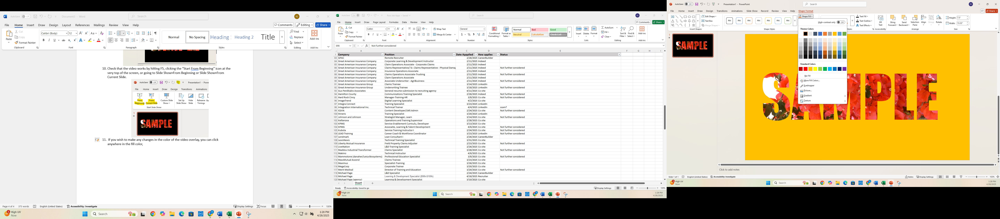 AutoSave Off Document1 - Word Search RS
File Home Insert Draw Design Layout References Mailings Review View Help Comments Editing Share
Paste Cut Copy Format Painter Clipboard
Calibri (Body) 12 Font Paragraph
Normal No Spacing Heading Heading 2 Title Styles
Find Replace Select Editing Add-ins Add-ins
10. Check that the video works by hitting F5, clicking the “Start From Beginning” icon at the
very top of the screen, or going to Slide Show>From Beginning or Slide Show>From
Current Slide.
AutoSave Off Presentation1 - Powe
File Home Insert Draw Design Transitions Animations
From Beginning From Current Slide Custom Slide Show Set Up Slide Show Hide Slide Rehearse Timings
Start Slide Show
1
SAMPLE
11. If you wish to make any changes in the color of the video overlay, you can click
anywhere in the fill color,
Page 4 of 4 373 words English (United States) Accessibility: Investigate Display Settings Focus 100%
High UV Now Search 1:28 PM 4/28/2025
Search RS
File Home Insert Draw Page Layout Formulas Data Review View Help Comments Share
Paste Cut Copy Format Painter Clipboard
Calibri 11 Font
Wrap Text Merge & Center Alignment
General Number
Conditional Formatting Format as Table
Normal Bad Good
Neutral Calculation Check Cell
Styles
Insert Delete Format Cells
AutoSum Fill Clear Sort & Filter Find & Select Editing
Add-ins Add-ins
E95 Not further considered
A B C D E F G H I
1 Company Position Date Appplied How applies Status
83 GPAC Remote Recruiter 2/28/2025 CareerBuilder
84 Great American Insurance Company Corporate Learning & Development Instructor 2/11/2025 Indeed
85 Great American Insurance Company Claim Operations Associate - Corporate Claims 2/11/2025 Indeed
86 Great American Insurance Company Claims Representative/ Sr. Claims Representative - Physical Damag 2/11/2025 Indeed Not further considered
87 Great American Insurance Company Insurance Operations Associate 2/11/2025 Indeed
88 Great American Insurance Company Claims Operations Associate-Trucking 2/11/2025 Indeed Not further considered
89 Great American Insurance Company Claim Operations Associate 2/11/2025 Indeed
90 Great American Insurance Company Associate Underwriter - AgriBusiness 2/11/2025 Indeed Not further considered
91 Great American Insurance Group Claims Trainee 3/14/2025 LinkedIn
92 Great American Insurance Group Underwriting Trainee 3/18/2025 LinkedIn Not further considered
93 Gus Perdikakis Associates General resume submission to recruiting agency 4/11/2025 Co site
94 Hamilton County Communications Training Specialst 2/26/2025 Indeed Not further considered
95 Hard Rock Cincy Manager-Training-HR 3/8/2025 Co site Not further considered
96 ImageTrend Digital Learning Specialist 4/2/2025 Co site
97 Integra Connect Training Specialist 3/23/2025 LinkedIn
98 Integration International Inc. Technical Trainer 4/4/2025 LinkedIn scam?
99 IQVIA Content Developer/LMS Admin 2/24/2025 Co site Not further considered
100 Itineris Training Specialist 3/20/2025 LinkedIn
101 Johnson and Johnson Strategist Manager, Learn 3/14/2025 Co site Not further considered
102 Kellanova Operations and Training Supervisor 2/28/2025 Co site
103 KPMG Service Enablement Curriculu, Developer 3/13/2025 Co site
104 KPMG Assocaite, Learning & Talent Development 4/6/2025 Co site Not further considered
105 Kubota Service Training Instructor I 2/24/2025 Co site Not further considered
106 LEAD Training Career Coach & Workforce Coordinator 3/23/2025 LinkedIn Not further considered
107 Lendmark Loan Consultant I 2/26/2025 CareerBuilder
108 LexisNexis Technical Training Specialist 3/31/2025 Co site
109 Liberty Mutual Insurance Field Property Claims Adjuster 2/23/2025 Co site Not further considered
110 LiveNation L&D Training Specialist 2/26/2025 Co site
111 Maddox Industrial Transformer Claims Specialist 3/28/2025 Co site Not further considered
112 Makino Technical Instructor 4/6/2025 Co site
113 Mammotone (danaher/Leica Biosystems) Professional Education Specialist 3/8/2025 Co site Not further considered
114 MassMutual Ascend Claims Trainee 3/23/2025 Co site
115 Maximus Specialist-Training 3/26/2025 Co site
116 MegaCorp Corporate Trainer 3/20/2025 Co site
117 Merit Medical Director of Training and Education 3/20/2025 Co site Not further considered
118 Michael Page L&D Specialist 2/24/2025 CareerBuilder
119 Michael Page Learning & Development Specialist ($90k-$100k) 4/18/2025 Recruiter
120 Michael Page (agency) Learning & Development Specialist 3/10/2025 Co site
Sheet1
Ready Accessibility: Good to go Display Settings 100%
High UV Now Search 1:28 PM 4/28/2025
AutoSave Off Presentation1 - PowerPoint Search RS
File Home Insert Draw Design Transitions Animations Slide Show Record Review View Help Shape Format Share
Edit Shape Text Box Merge Shapes Insert Shapes
Abc Abc Abc Abc Abc Abc Abc Shape Styles
Shape Fill
High-contrast only Off
Theme Colors
Standard Colors
No Fill
More Fill Colors...
Eyedropper
Picture...
Gradient
Texture
Text Fill Text Outline Text Effects Styles
Alt Text Accessibility
Bring Forward Send Backward Selection Pane Align Group Rotate Arrange
Height: 7.5" Width: 13.33" Size
1
SAMPLE
SAMPLE
Click to add notes
Slide 1 of 1 English (United States) Accessibility: Investigate Notes Display Settings 102%
High UV Now Search 1:28 PM 4/28/2025